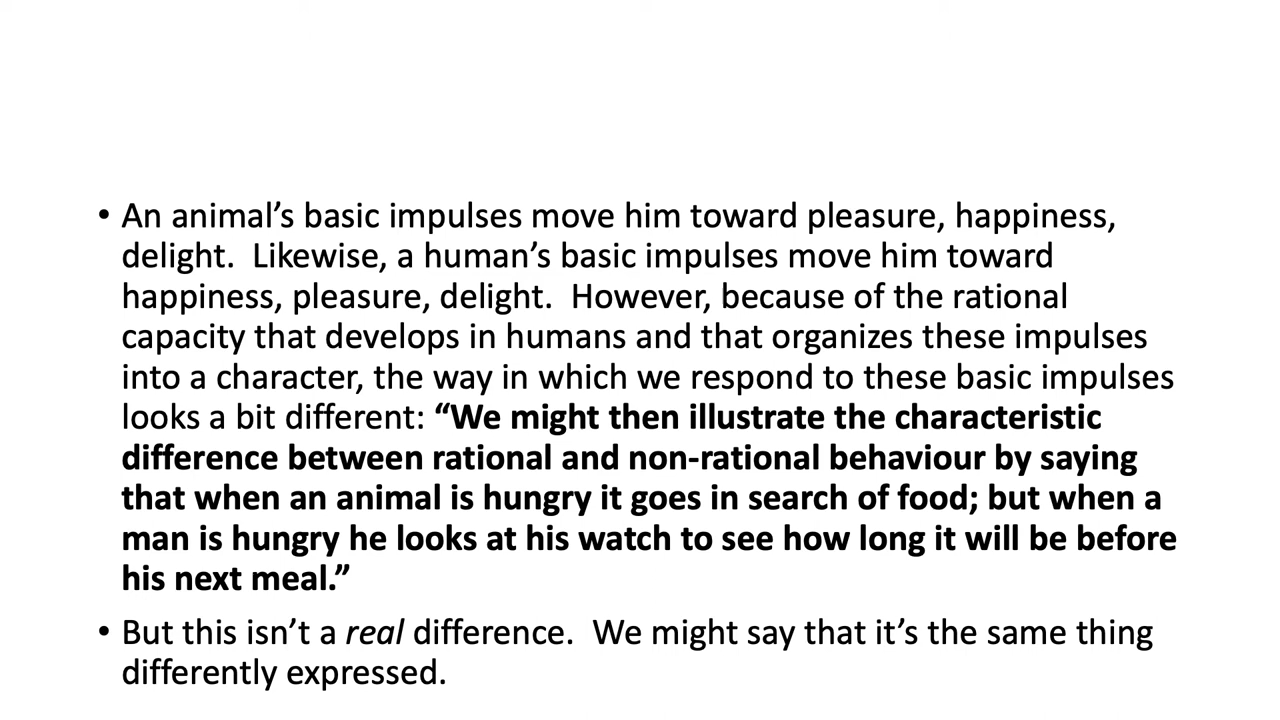 • An animal’s basic impulses move him toward pleasure, happiness,
delight.  Likewise, a human’s basic impulses move him toward
happiness, pleasure, delight.  However, because of the rational
capacity that develops in humans and that organizes these impulses
into a character, the way in which we respond to these basic impulses
looks a bit different: “We might then illustrate the characteristic
difference between rational and non-rational behaviour by saying
that when an animal is hungry it goes in search of food; but when a
man is hungry he looks at his watch to see how long it will be before
his next meal.”
• But this isn’t a real difference.  We might say that it’s the same thing
differently expressed.